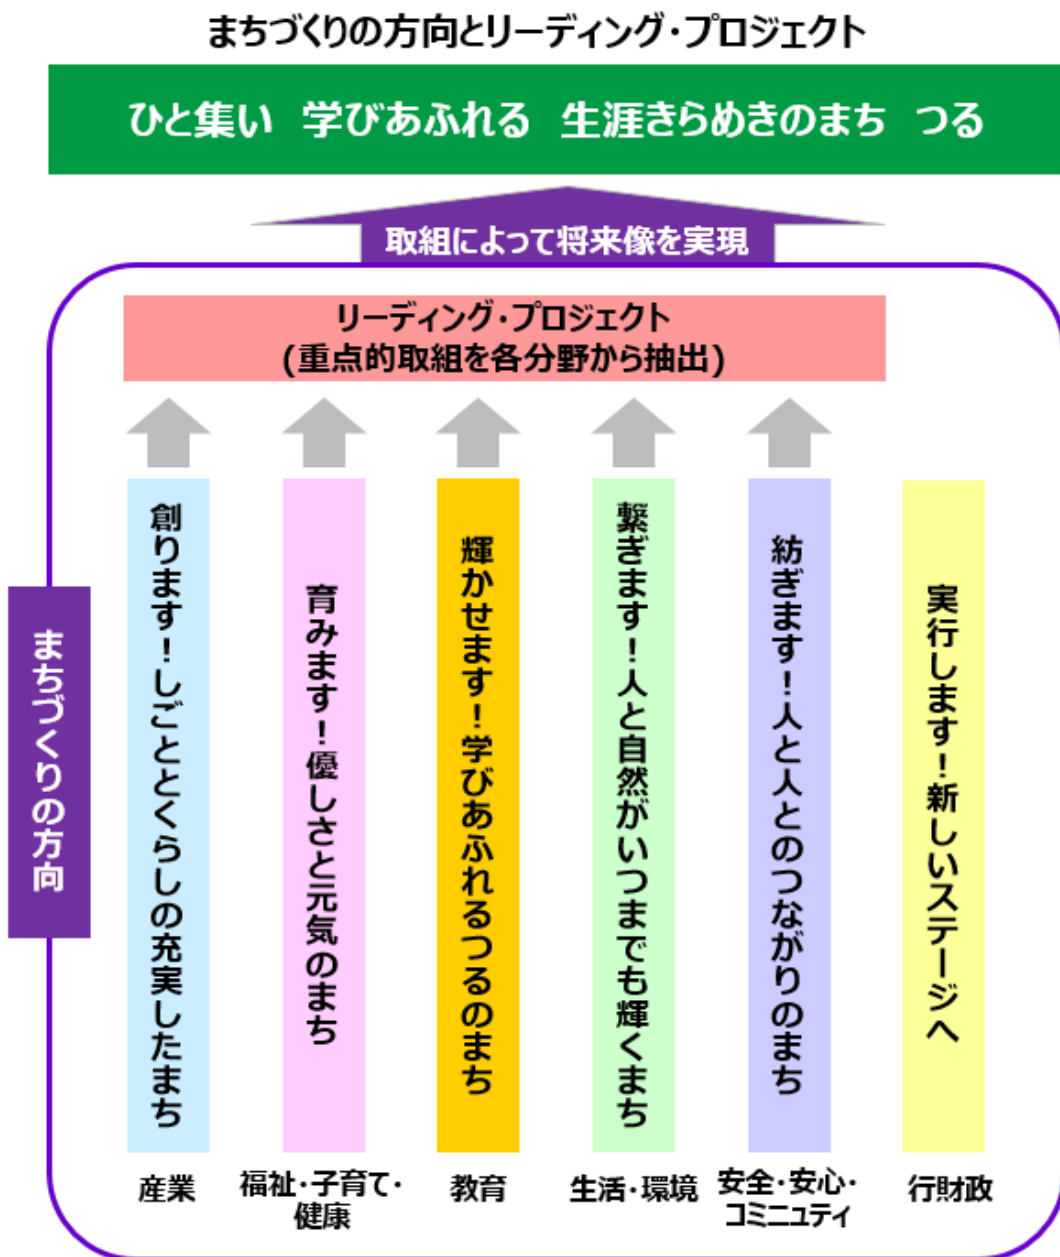 まちづくりの方向とリーディング・プロジェクト
ひと集い 学びあふれる 生涯きらめきのまち つる
取組によって将来像を実現
リーディング・プロジェクト
(重点的取組を各分野から抽出)
まちづくりの方向
創ります！しごととくらしの充実したまち
育みます！優しさと元気のまち
輝かせます！学びあふれるつるのまち
繋ぎます！人と自然がいつまでも輝くまち
紡ぎます！人と人とのつながりのまち
実行します！新しいステージへ
産業
福祉・子育て・
健康
教育
生活・環境
安全・安心・
コミニュティ
行財政